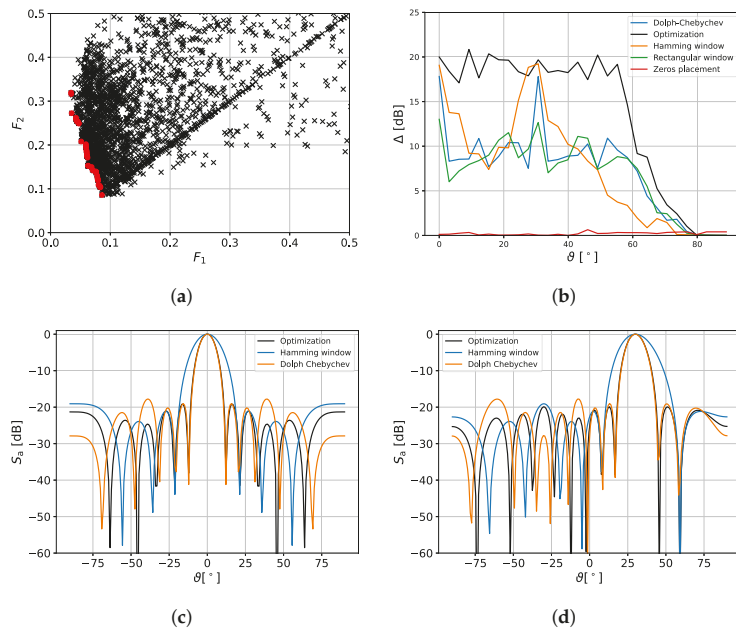 0.5
0.4
0.3
0.2
0.1
0.0
F₂
0.0 0.1 0.2 0.3 0.4 0.5
F₁
(a)
25
20
15
10
5
0
Δ [dB]
0 20 40 60 80
ϑ [°]
Dolph-Chebychev
Optimization
Hamming window
Rectangular window
Zeros placement
(b)
0
−10
−20
−30
−40
−50
−60
Sₐ [dB]
−75 −50 −25 0 25 50 75
ϑ[°]
Optimization
Hamming window
Dolph Chebychev
(c)
0
−10
−20
−30
−40
−50
−60
Sₐ [dB]
−75 −50 −25 0 25 50 75
ϑ[°]
Optimization
Hamming window
Dolph Chebychev
(d)